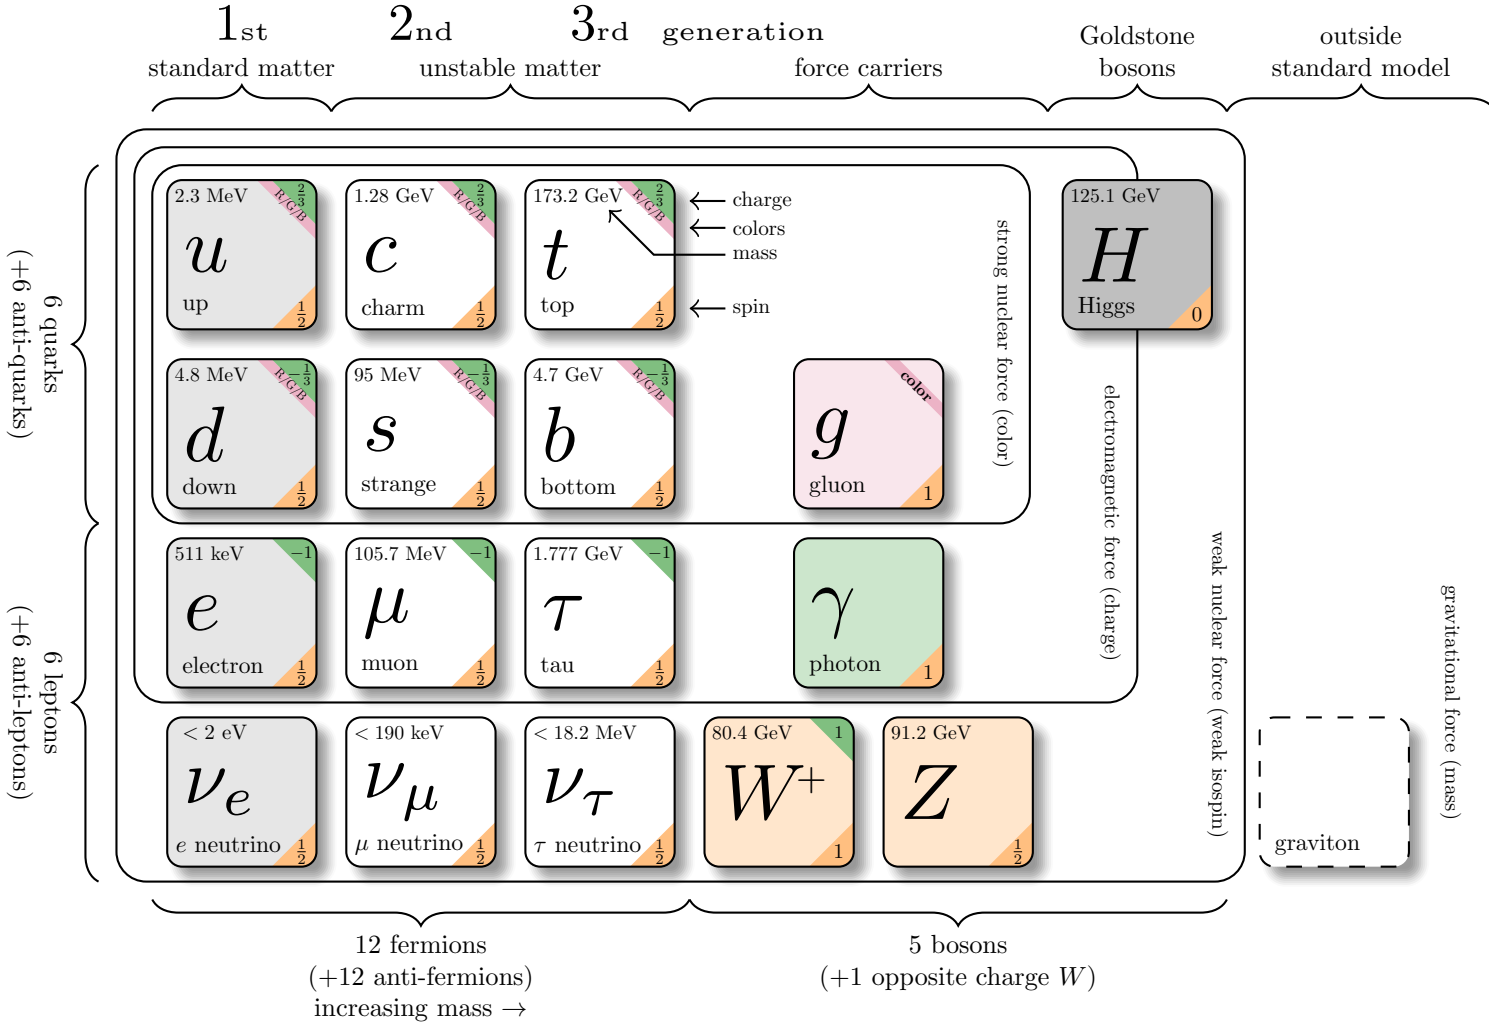 1st 2nd 3rd generation
standard matter unstable matter force carriers
Goldstone
bosons
outside
standard model
6 quarks
(+6 anti-quarks)
6 leptons
(+6 anti-leptons)
2.3 MeV
2/3
R/G/B
u
up
1/2
1.28 GeV
2/3
R/G/B
c
charm
1/2
173.2 GeV
2/3
R/G/B
t
top
1/2
charge
colors
mass
spin
strong nuclear force (color)
125.1 GeV
H
Higgs
0
4.8 MeV
−1/3
R/G/B
d
down
1/2
95 MeV
−1/3
R/G/B
s
strange
1/2
4.7 GeV
−1/3
R/G/B
b
bottom
1/2
color
g
gluon
1
electromagnetic force (charge)
511 keV
−1
e
electron
1/2
105.7 MeV
−1
μ
muon
1/2
1.777 GeV
−1
τ
tau
1/2
γ
photon
1
weak nuclear force (weak isospin)
gravitational force (mass)
< 2 eV
νe
e neutrino
1/2
< 190 keV
νμ
μ neutrino
1/2
< 18.2 MeV
ντ
τ neutrino
1/2
80.4 GeV
1
W+
1
91.2 GeV
Z
1/2
graviton
12 fermions
(+12 anti-fermions)
increasing mass →
5 bosons
(+1 opposite charge W)